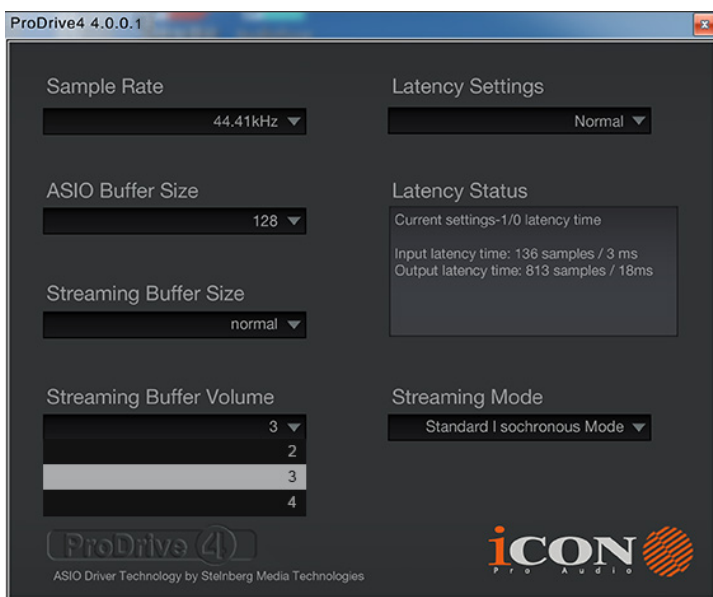 ProDrive4 4.0.0.1
x
Sample Rate
44.41kHz
Latency Settings
Normal
ASIO Buffer Size
128
Latency Status
Current settings-1/0 latency time
Input latency time: 136 samples / 3 ms
Output latency time: 813 samples / 18ms
Streaming Buffer Size
normal
Streaming Buffer Volume
3
2
3
4
Streaming Mode
Standard I sochronous Mode
ProDrive 4
ASIO Driver Technology by Stelnberg Media Technologies
iCON
Pro Audio